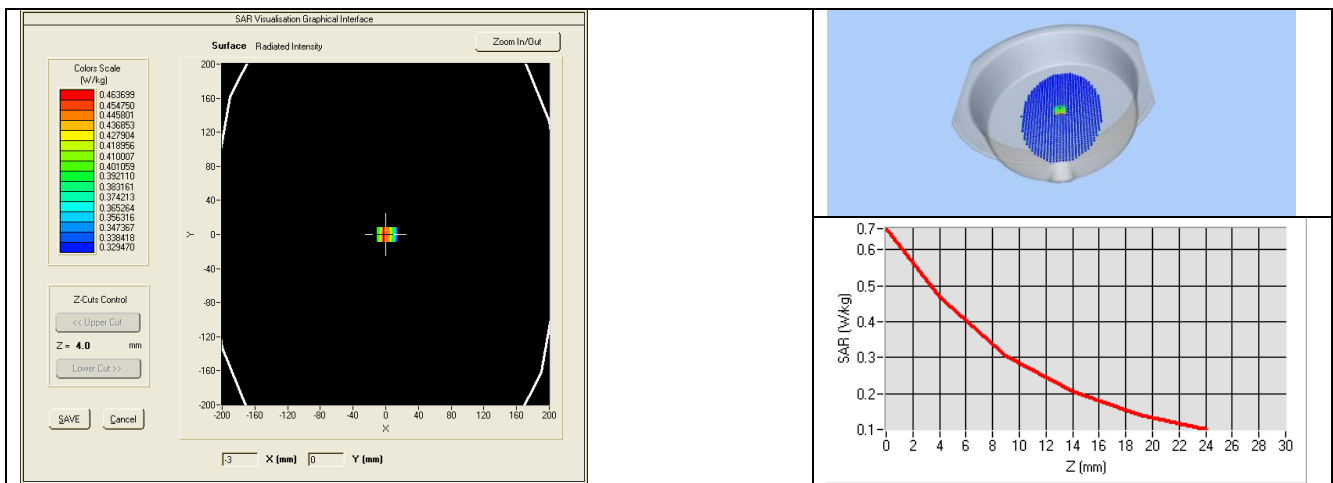 SAR Visualisation Graphical Interface
Surface Radiated Intensity
Zoom In/Out
Colors Scale
(W/kg)
0.463699
0.454750
0.445801
0.436853
0.427904
0.418956
0.410007
0.401059
0.392110
0.383161
0.374213
0.365264
0.356316
0.347367
0.338418
0.329470
Z-Cuts Control
<< Upper Cut
Z = 4.0 mm
Lower Cut >>
SAVE Cancel
200
160
120
80
40
0
-40
-80
-120
-160
-200
Y
-200 -160 -120 -80 -40 0 40 80 120 160 200
X
-3 X (mm) 0 Y (mm)
0.7
0.6
0.5
0.4
0.3
0.2
0.1
SAR (W/kg)
0 2 4 6 8 10 12 14 16 18 20 22 24 26 28 30
Z (mm)